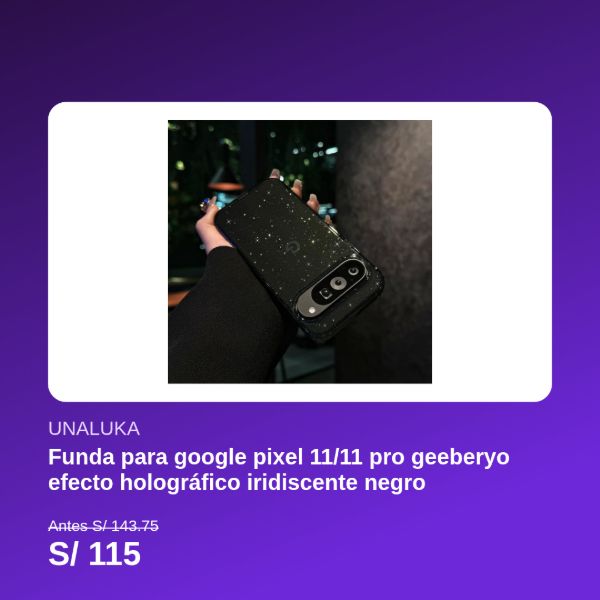 UNALUKA
Funda para google pixel 11/11 pro geeberyo
efecto holográfico iridiscente negro
Antes S/ 143.75
S/ 115